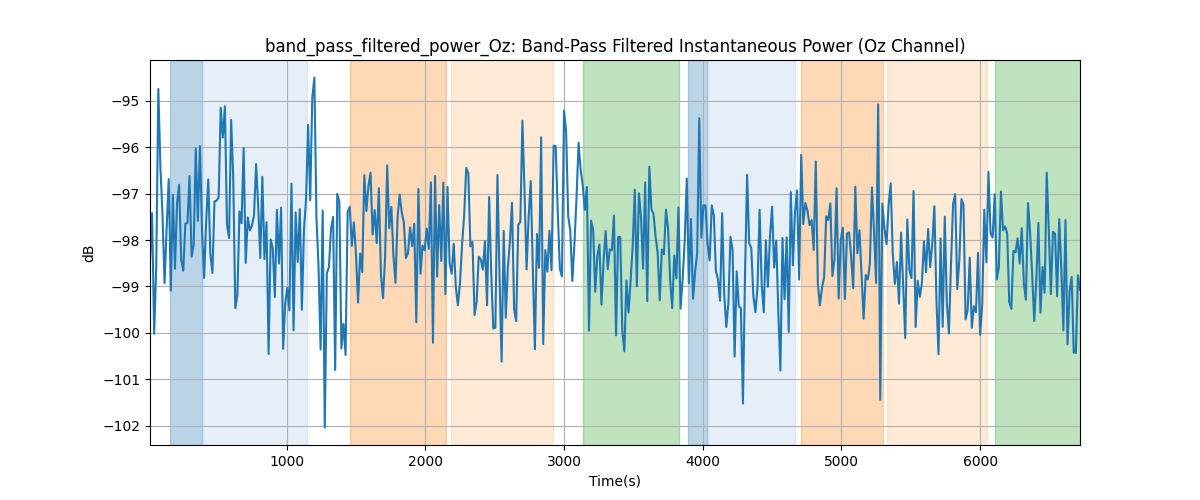 band_pass_filtered_power_Oz: Band-Pass Filtered Instantaneous Power (Oz Channel)
dB
−95
−96
−97
−98
−99
−100
−101
−102
1000 2000 3000 4000 5000 6000
Time(s)